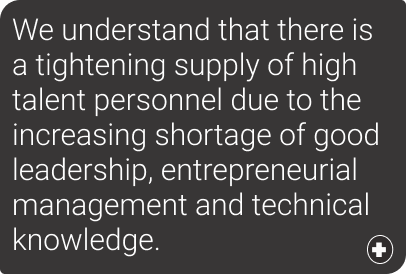 We understand that there is
a tightening supply of high
talent personnel due to the
increasing shortage of good
leadership, entrepreneurial
management and technical
knowledge.